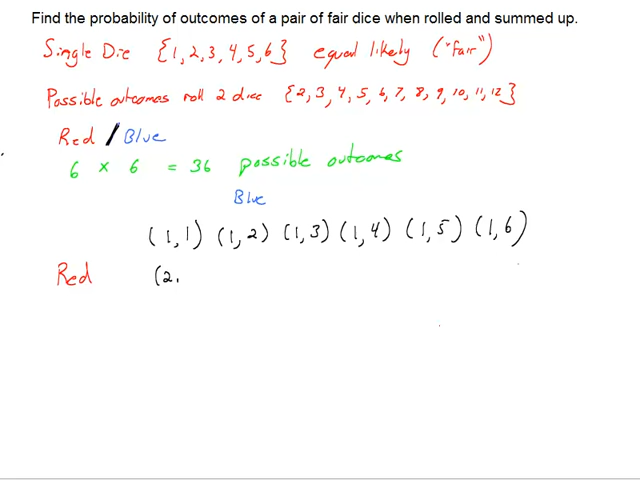 Find the probability of outcomes of a pair of fair dice when rolled and summed up.
Single Die {1, 2, 3, 4, 5, 6} equal likely ("fair")
Possible outcomes roll 2 dice {2, 3, 4, 5, 6, 7, 8, 9, 10, 11, 12}
Red / Blue
6 × 6 = 36 possible outcomes
Blue
(1, 1) (1, 2) (1, 3) (1, 4) (1, 5) (1, 6)
Red (2,